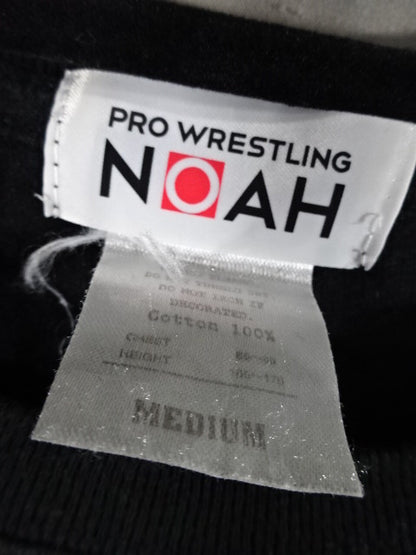 PRO WRESTLING
NOAH
DO NOT IRON IF
DECORATED.
Cotton 100%
CHEST
HEIGHT
MEDIUM